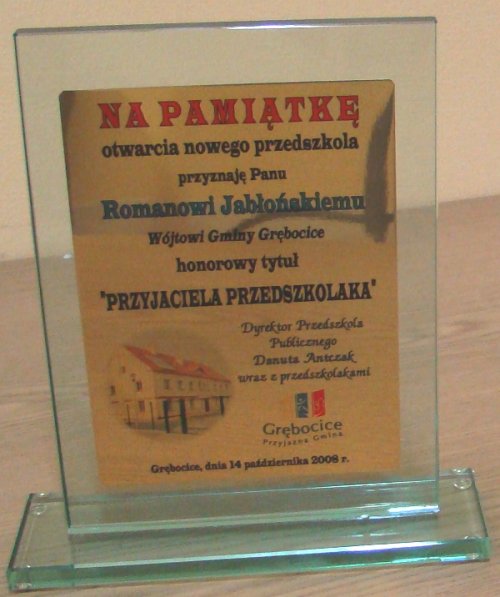 NA PAMIĄTKĘ
otwarcia nowego przedszkola
przyznaję Panu
Romanowi Jabłońskiemu
Wójtowi Gminy Grębocice
honorowy tytuł
"PRZYJACIELA PRZEDSZKOLAKA"
Dyrektor Przedszkola
Publicznego
Danuta Antczak
wraz z przedszkolakami
Grębocice
Przyjazna Gmina
Grębocice, dnia 14 października 2008 r.